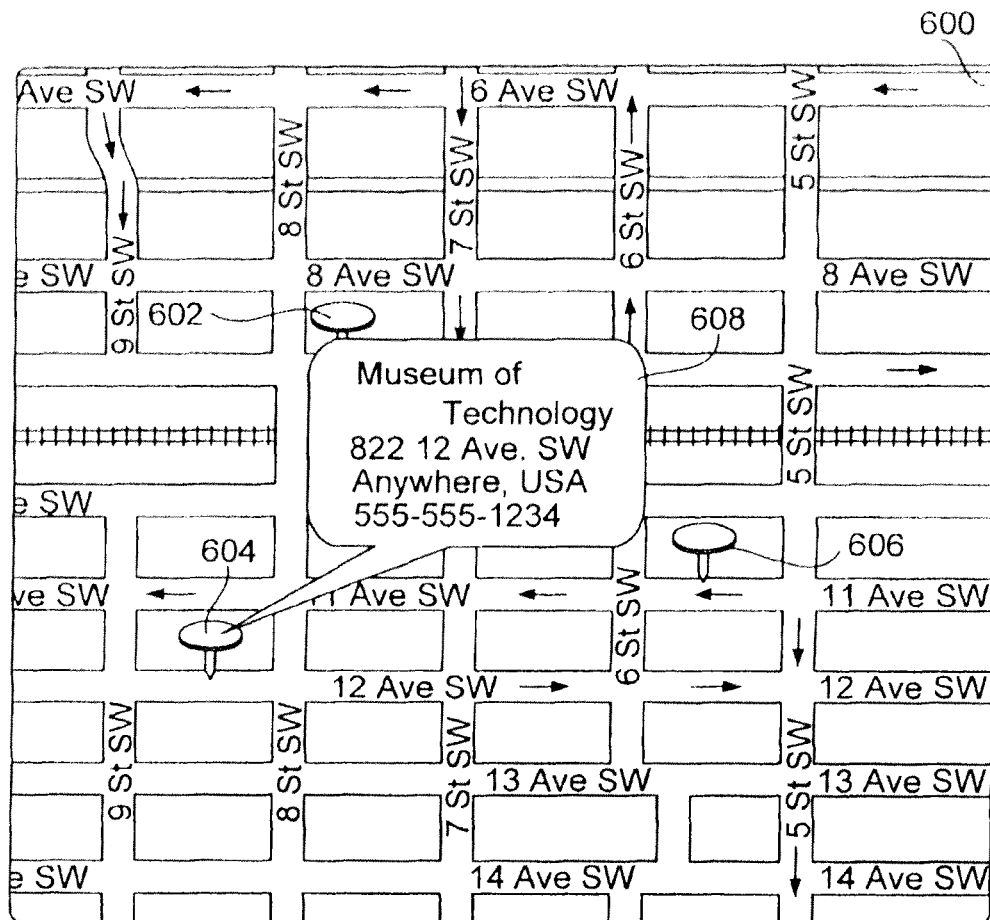 600
Ave SW
6 Ave SW
5 St SW
8 St SW
7 St SW
6 St SW
9 St SW
e SW
8 Ave SW
8 Ave SW
602
608
Museum of
Technology
822 12 Ave. SW
Anywhere, USA
555-555-1234
5 St SW
e SW
604
606
ve SW
11 Ave SW
11 Ave SW
6 St SW
12 Ave SW
12 Ave SW
9 St SW
8 St SW
7 St SW
5 St SW
13 Ave SW
13 Ave SW
e SW
14 Ave SW
14 Ave SW